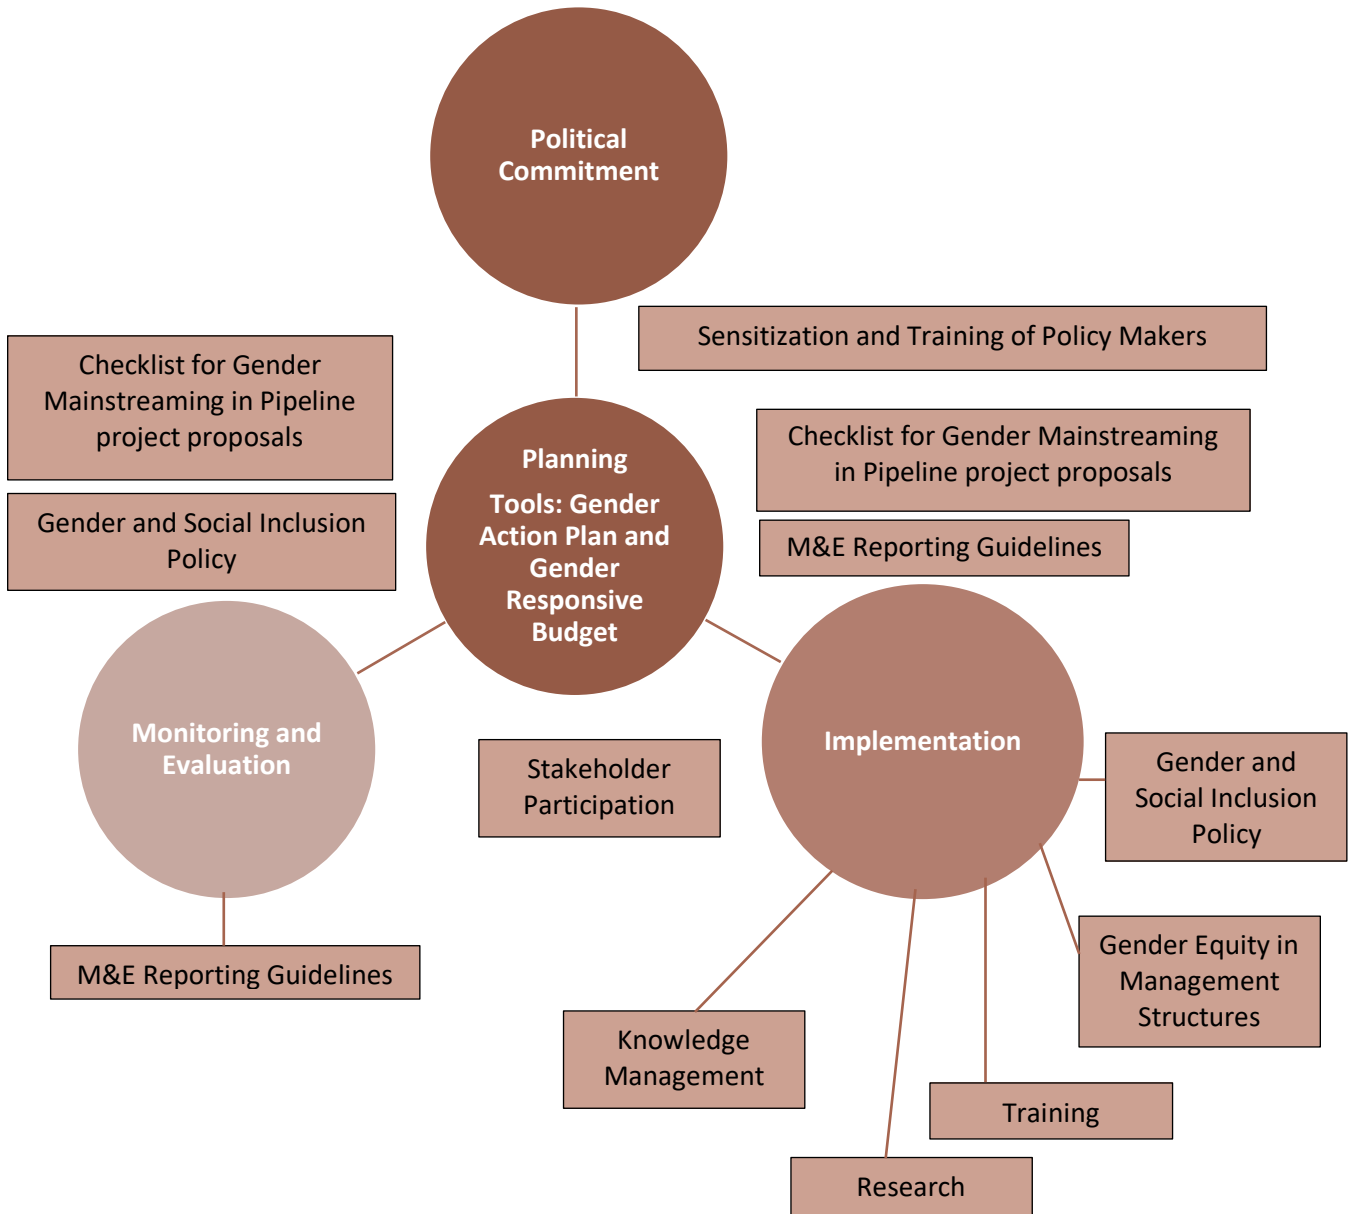 Political
Commitment
Sensitization and Training of Policy Makers
Checklist for Gender
Mainstreaming in Pipeline
project proposals
Gender and Social Inclusion
Policy
Planning
Tools: Gender
Action Plan and
Gender
Responsive
Budget
Checklist for Gender Mainstreaming
in Pipeline project proposals
M&E Reporting Guidelines
Monitoring and
Evaluation
Stakeholder
Participation
Implementation
Gender and
Social Inclusion
Policy
M&E Reporting Guidelines
Gender Equity in
Management
Structures
Knowledge
Management
Training
Research